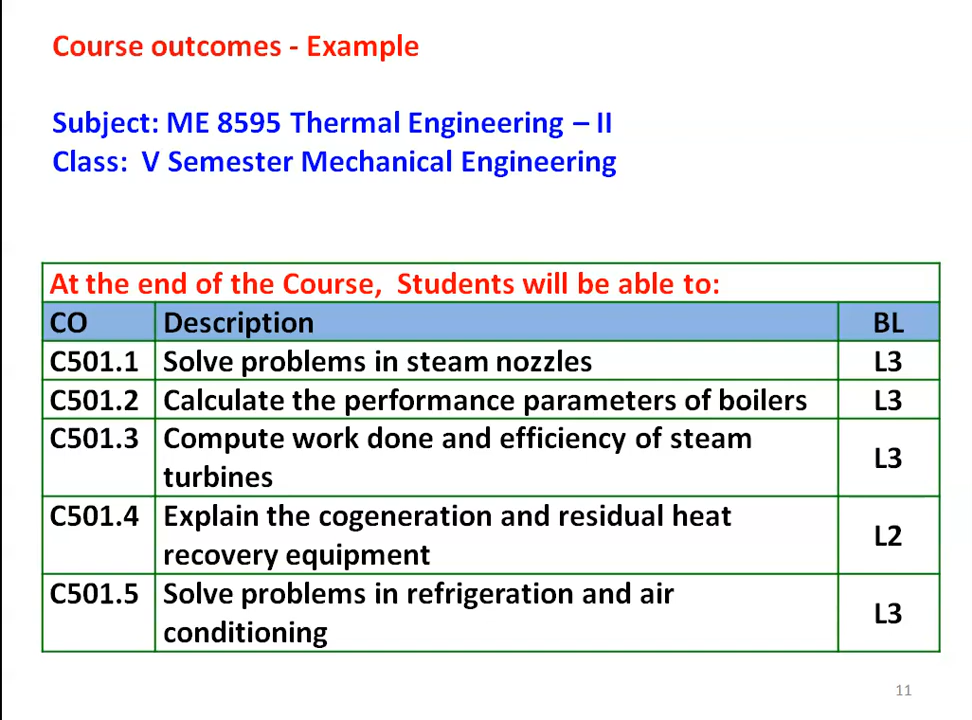 Course outcomes - Example
Subject: ME 8595 Thermal Engineering – II
Class: V Semester Mechanical Engineering
At the end of the Course, Students will be able to:
CO Description BL
C501.1 Solve problems in steam nozzles L3
C501.2 Calculate the performance parameters of boilers L3
C501.3 Compute work done and efficiency of steam
turbines L3
C501.4 Explain the cogeneration and residual heat
recovery equipment L2
C501.5 Solve problems in refrigeration and air
conditioning L3
11